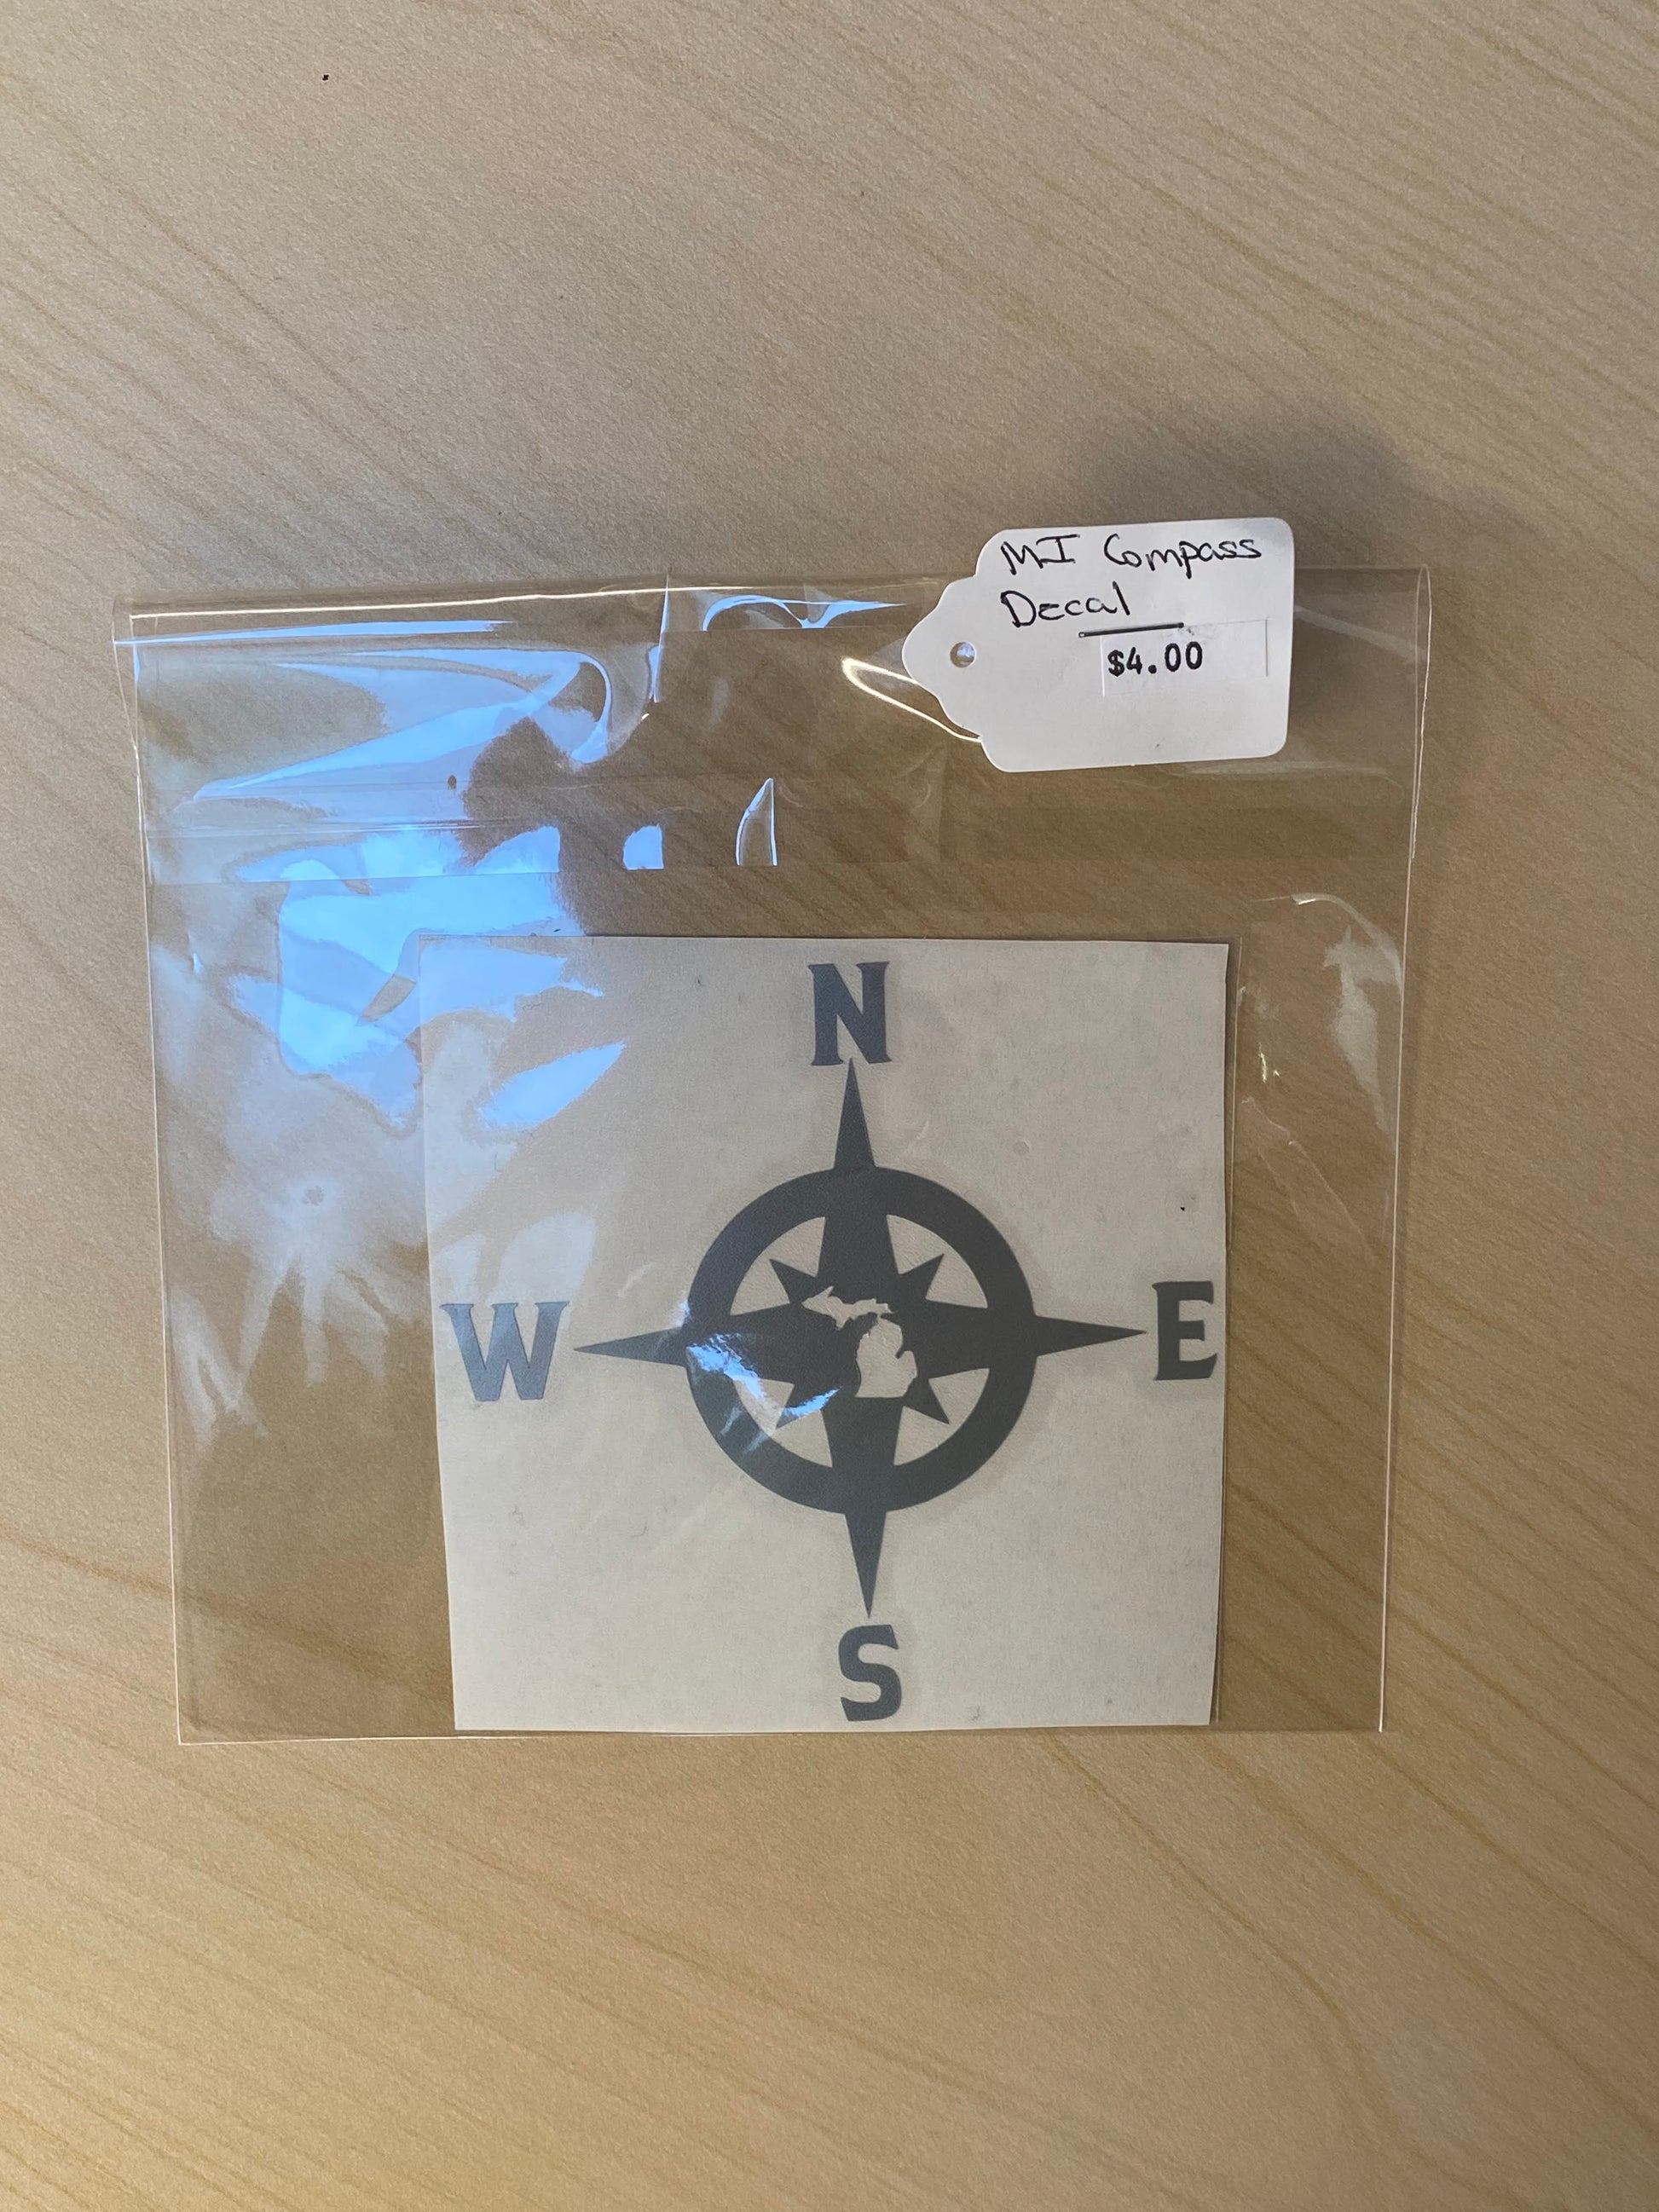 MI Compass
Decal
$4.00
N
W E
S